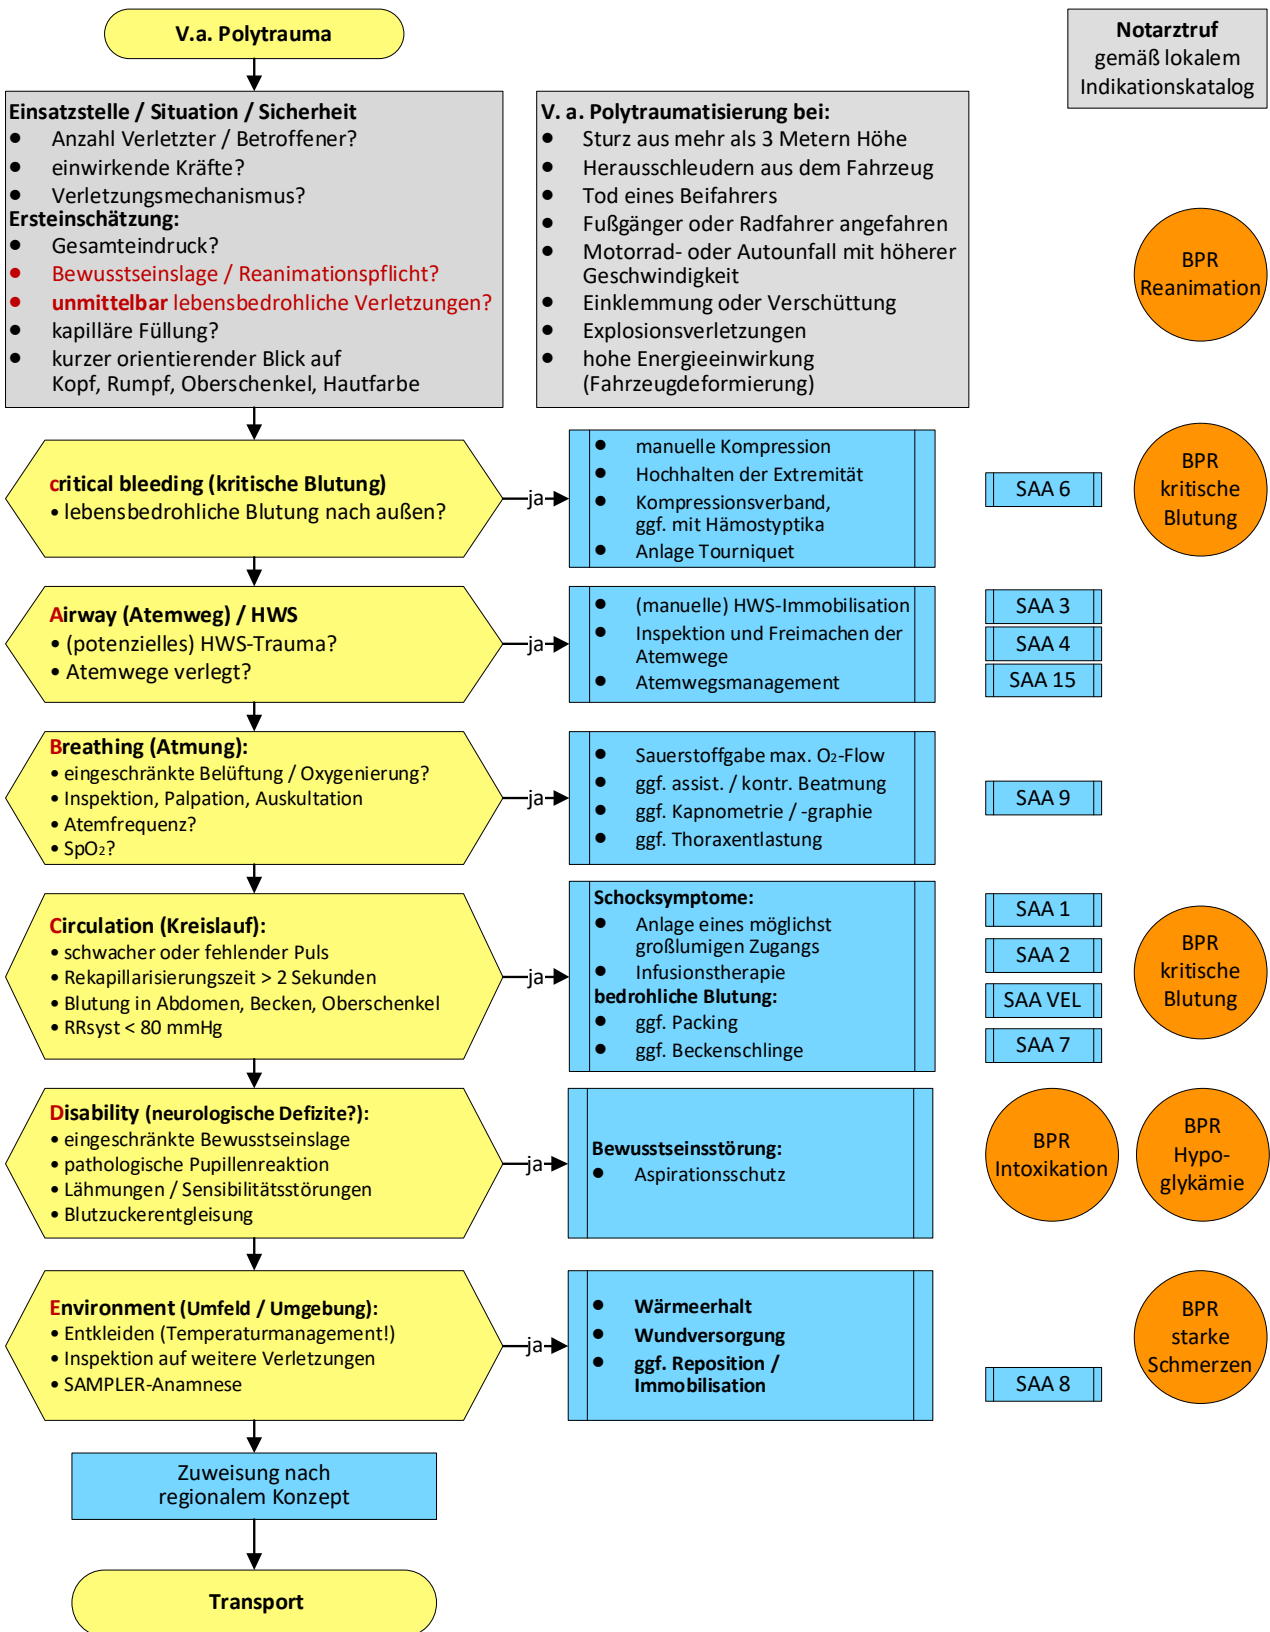 V.a. Polytrauma
Notarztruf
gemäß lokalem
Indikationskatalog
Einsatzstelle / Situation / Sicherheit
● Anzahl Verletzter / Betroffener?
● einwirkende Kräfte?
● Verletzungsmechanismus?
Ersteinschätzung:
● Gesamteindruck?
● Bewusstseinslage / Reanimationspflicht?
● unmittelbar lebensbedrohliche Verletzungen?
● kapilläre Füllung?
● kurzer orientierender Blick auf
Kopf, Rumpf, Oberschenkel, Hautfarbe
V. a. Polytraumatisierung bei:
● Sturz aus mehr als 3 Metern Höhe
● Herausschleudern aus dem Fahrzeug
● Tod eines Beifahrers
● Fußgänger oder Radfahrer angefahren
● Motorrad- oder Autounfall mit höherer
Geschwindigkeit
● Einklemmung oder Verschüttung
● Explosionsverletzungen
● hohe Energieeinwirkung
(Fahrzeugdeformierung)
BPR
Reanimation
critical bleeding (kritische Blutung)
• lebensbedrohliche Blutung nach außen?
ja
● manuelle Kompression
● Hochhalten der Extremität
● Kompressionsverband,
ggf. mit Hämostyptika
● Anlage Tourniquet
SAA 6
BPR
kritische
Blutung
Airway (Atemweg) / HWS
• (potenzielles) HWS-Trauma?
• Atemwege verlegt?
ja
● (manuelle) HWS-Immobilisation
● Inspektion und Freimachen der
Atemwege
● Atemwegsmanagement
SAA 3
SAA 4
SAA 15
Breathing (Atmung):
• eingeschränkte Belüftung / Oxygenierung?
• Inspektion, Palpation, Auskultation
• Atemfrequenz?
• SpO₂?
ja
● Sauerstoffgabe max. O₂-Flow
● ggf. assist. / kontr. Beatmung
● ggf. Kapnometrie / -graphie
● ggf. Thoraxentlastung
SAA 9
Circulation (Kreislauf):
• schwacher oder fehlender Puls
• Rekapillarisierungszeit > 2 Sekunden
• Blutung in Abdomen, Becken, Oberschenkel
• RRsyst < 80 mmHg
ja
Schocksymptome:
● Anlage eines möglichst
großlumigen Zugangs
● Infusionstherapie
bedrohliche Blutung:
● ggf. Packing
● ggf. Beckenschlinge
SAA 1
SAA 2
SAA VEL
SAA 7
BPR
kritische
Blutung
Disability (neurologische Defizite?):
• eingeschränkte Bewusstseinslage
• pathologische Pupillenreaktion
• Lähmungen / Sensibilitätsstörungen
• Blutzuckerentgleisung
ja
Bewusstseinsstörung:
● Aspirationsschutz
BPR
Intoxikation
BPR
Hypo-
glykämie
Environment (Umfeld / Umgebung):
• Entkleiden (Temperaturmanagement!)
• Inspektion auf weitere Verletzungen
• SAMPLER-Anamnese
ja
● Wärmeerhalt
● Wundversorgung
● ggf. Reposition /
Immobilisation
SAA 8
BPR
starke
Schmerzen
Zuweisung nach
regionalem Konzept
Transport